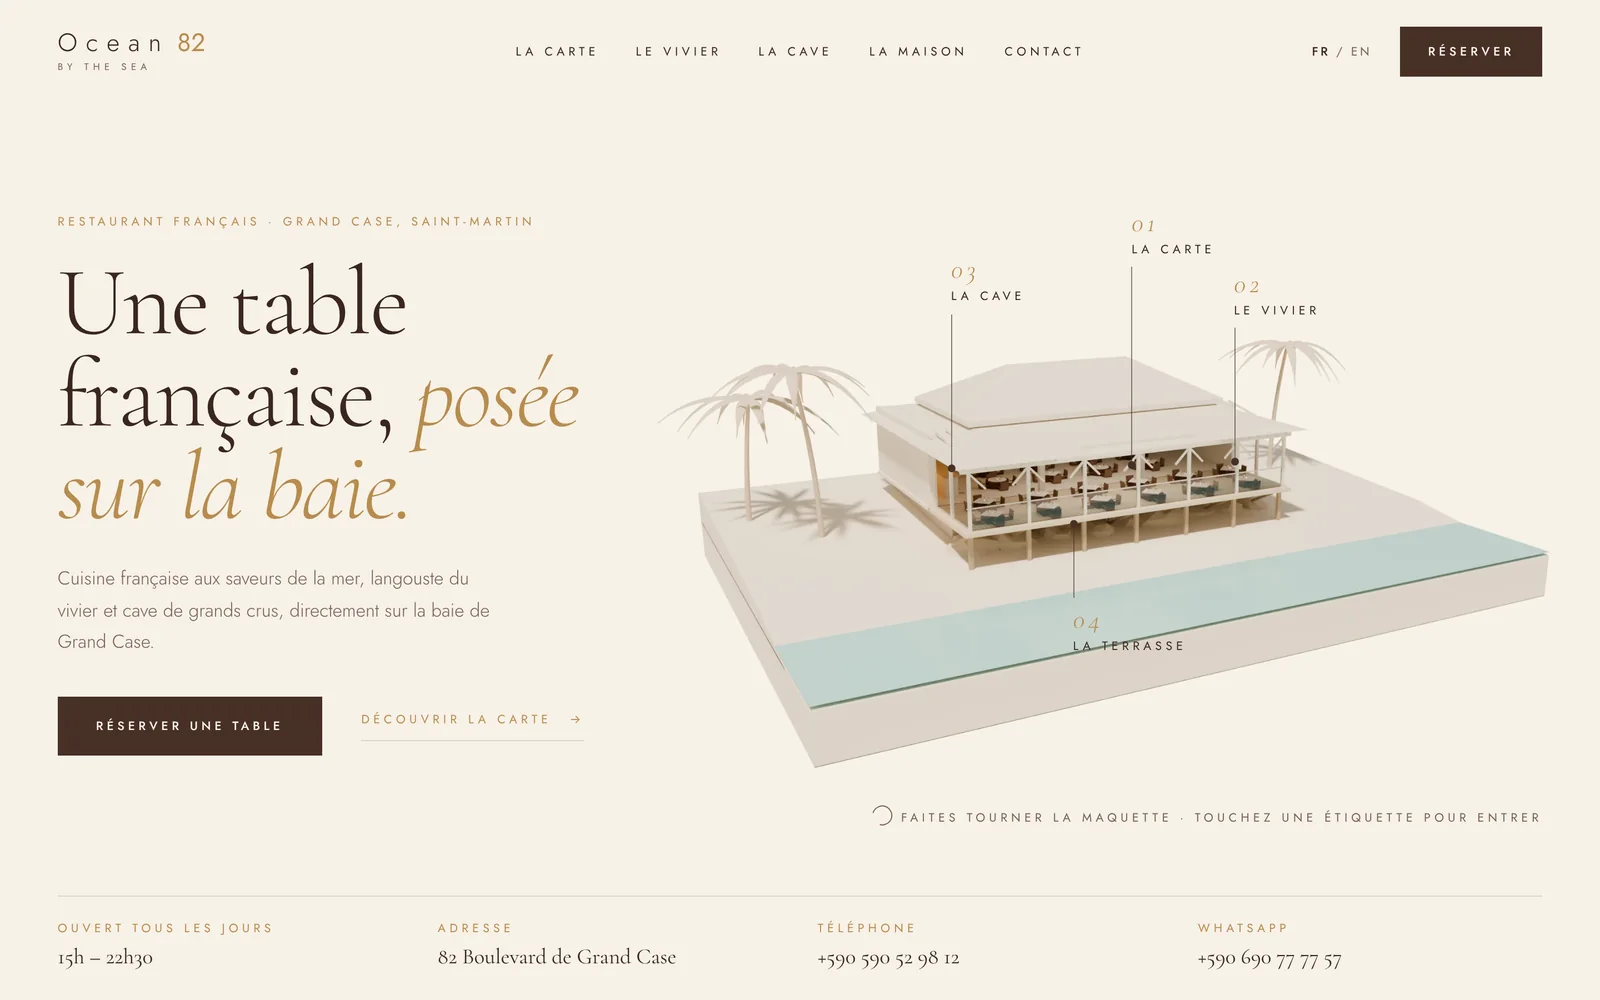 Ocean 82
BY THE SEA
LA CARTE
LE VIVIER
LA CAVE
LA MAISON
CONTACT
FR / EN
RÉSERVER
RESTAURANT FRANÇAIS · GRAND CASE, SAINT-MARTIN
Une table
française, posée
sur la baie.
Cuisine française aux saveurs de la mer, langouste du
vivier et cave de grands crus, directement sur la baie de
Grand Case.
RÉSERVER UNE TABLE
DÉCOUVRIR LA CARTE →
01
LA CARTE
03
LA CAVE
02
LE VIVIER
04
LA TERRASSE
FAITES TOURNER LA MAQUETTE · TOUCHEZ UNE ÉTIQUETTE POUR ENTRER
OUVERT TOUS LES JOURS
15h – 22h30
ADRESSE
82 Boulevard de Grand Case
TÉLÉPHONE
+590 590 52 98 12
WHATSAPP
+590 690 77 77 57